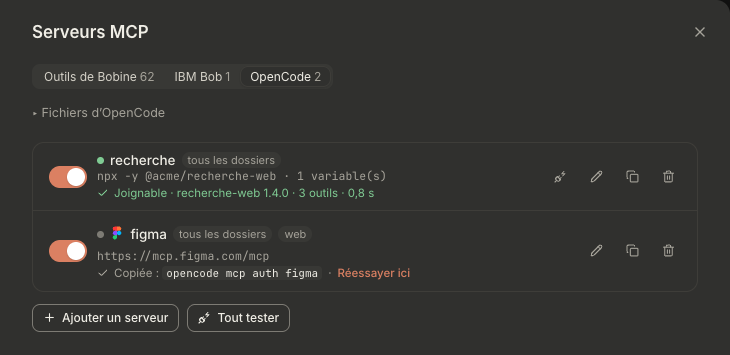 Serveurs MCP
Outils de Bobine 62 IBM Bob 1 OpenCode 2
Fichiers d'OpenCode
recherche tous les dossiers
npx -y @acme/recherche-web · 1 variable(s)
Joignable · recherche-web 1.4.0 · 3 outils · 0,8 s
figma tous les dossiers web
https://mcp.figma.com/mcp
Copiée : opencode mcp auth figma · Réessayer ici
Ajouter un serveur Tout tester